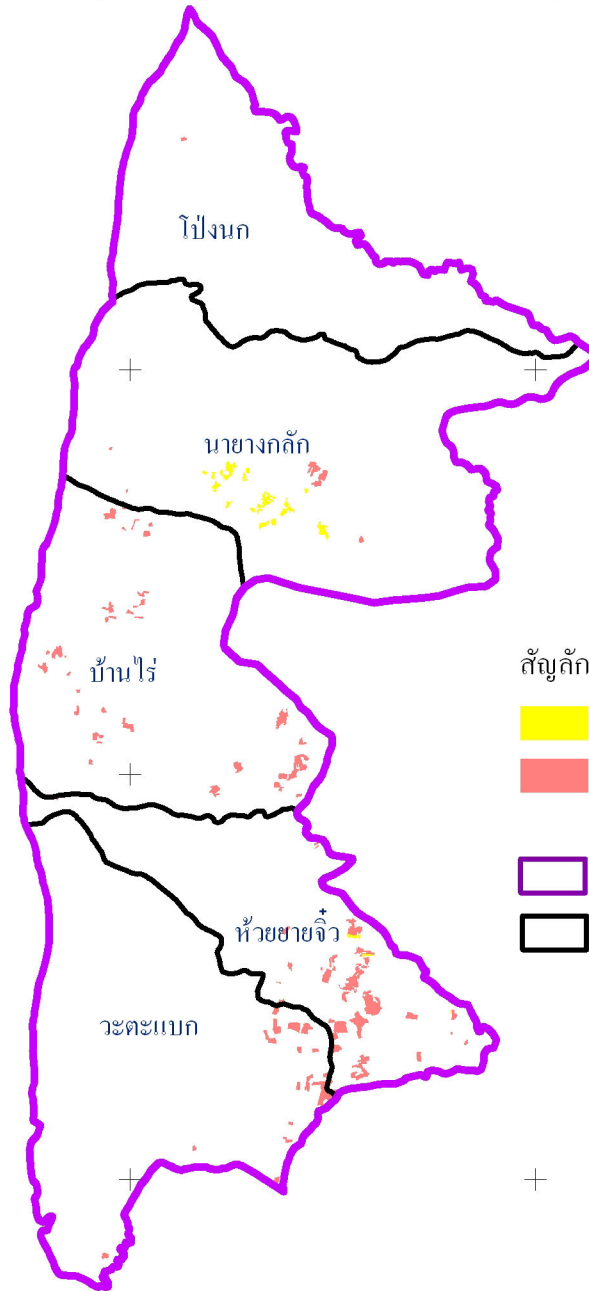 โป่งนก
นายางกลัก
บ้านไร่
สัญลัก
ห้วยยายจิ๋ว
วะตะแบก